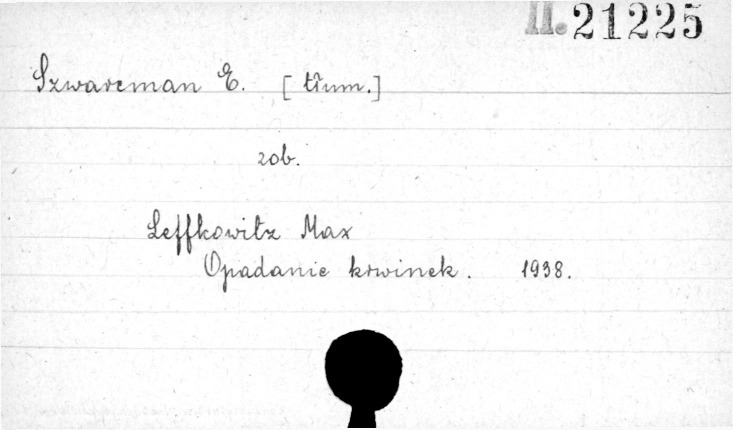 II. 21225
Szwarcman E. [tłum.]
zob.
Leffkowitz Max
Opadanie krwinek. 1938.